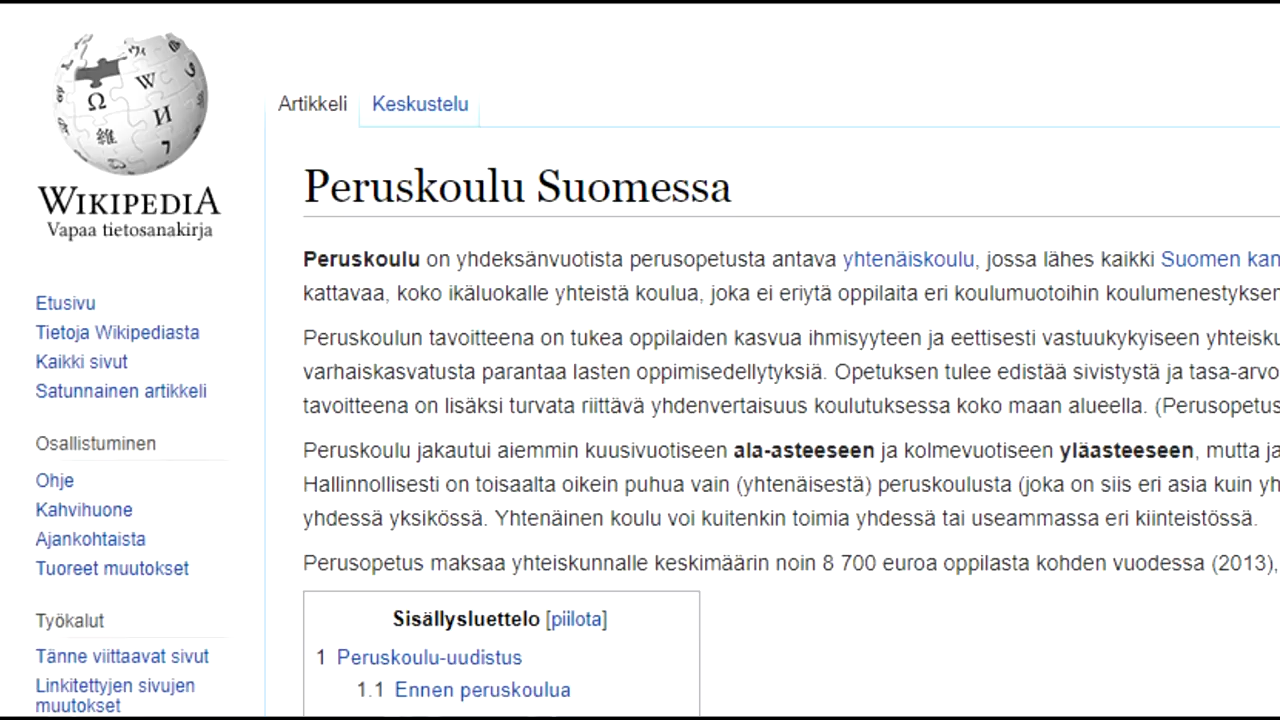 WIKIPEDIA
Vapaa tietosanakirja
Etusivu
Tietoja Wikipediasta
Kaikki sivut
Satunnainen artikkeli
Osallistuminen
Ohje
Kahvihuone
Ajankohtaista
Tuoreet muutokset
Työkalut
Tänne viittaavat sivut
Linkitettyjen sivujen
muutokset
Artikkeli Keskustelu
Peruskoulu Suomessa
Peruskoulu on yhdeksänvuotista perusopetusta antava yhtenäiskoulu, jossa lähes kaikki Suomen kan
kattavaa, koko ikäluokalle yhteistä koulua, joka ei eriytä oppilaita eri koulumuotoihin koulumenestyksen
Peruskoulun tavoitteena on tukea oppilaiden kasvua ihmisyyteen ja eettisesti vastuukykyiseen yhteisku
varhaiskasvatusta parantaa lasten oppimisedellytyksiä. Opetuksen tulee edistää sivistystä ja tasa-arvo
tavoitteena on lisäksi turvata riittävä yhdenvertaisuus koulutuksessa koko maan alueella. (Perusopetus
Peruskoulu jakautui aiemmin kuusivuotiseen ala-asteeseen ja kolmevuotiseen yläasteeseen, mutta ja
Hallinnollisesti on toisaalta oikein puhua vain (yhtenäisestä) peruskoulusta (joka on siis eri asia kuin yh
yhdessä yksikössä. Yhtenäinen koulu voi kuitenkin toimia yhdessä tai useammassa eri kiinteistössä.
Perusopetus maksaa yhteiskunnalle keskimäärin noin 8 700 euroa oppilasta kohden vuodessa (2013),
Sisällysluettelo [piilota]
1 Peruskoulu-uudistus
1.1 Ennen peruskoulua